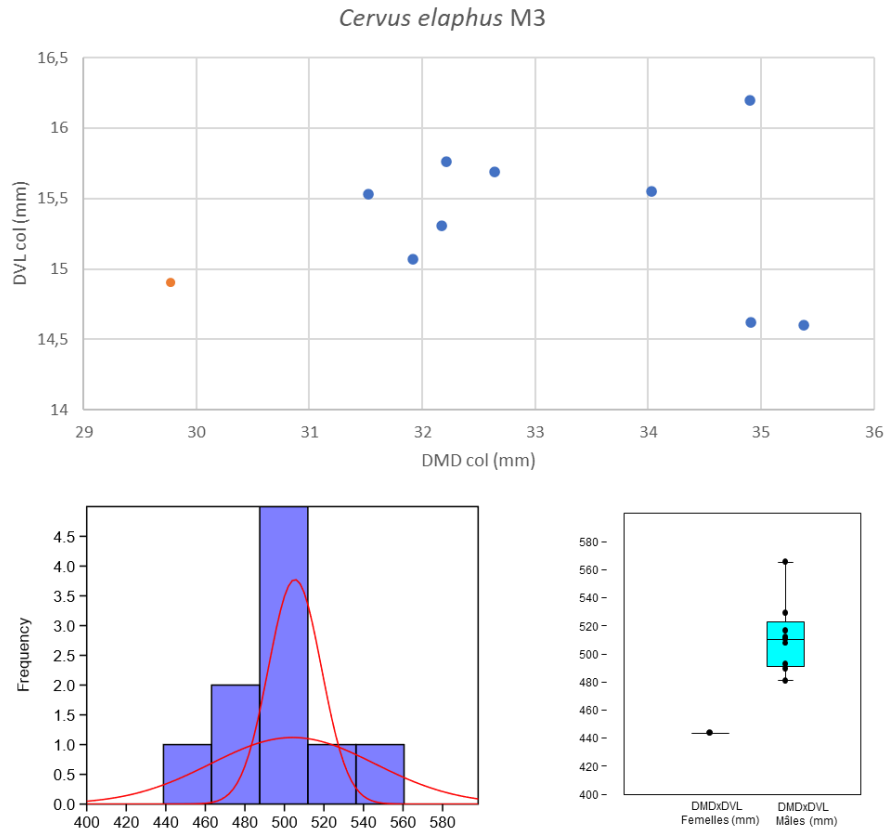 Cervus elaphus M3
16,5
16
15,5
15
14,5
14
DVL col (mm)
29 30 31 32 33 34 35 36
DMD col (mm)
4.5
4.0
3.5
3.0
2.5
2.0
1.5
1.0
0.5
0.0
Frequency
400 420 440 460 480 500 520 540 560 580
580
560
540
520
500
480
460
440
420
400
DMDxDVL
Femelles (mm)
DMDxDVL
Mâles (mm)